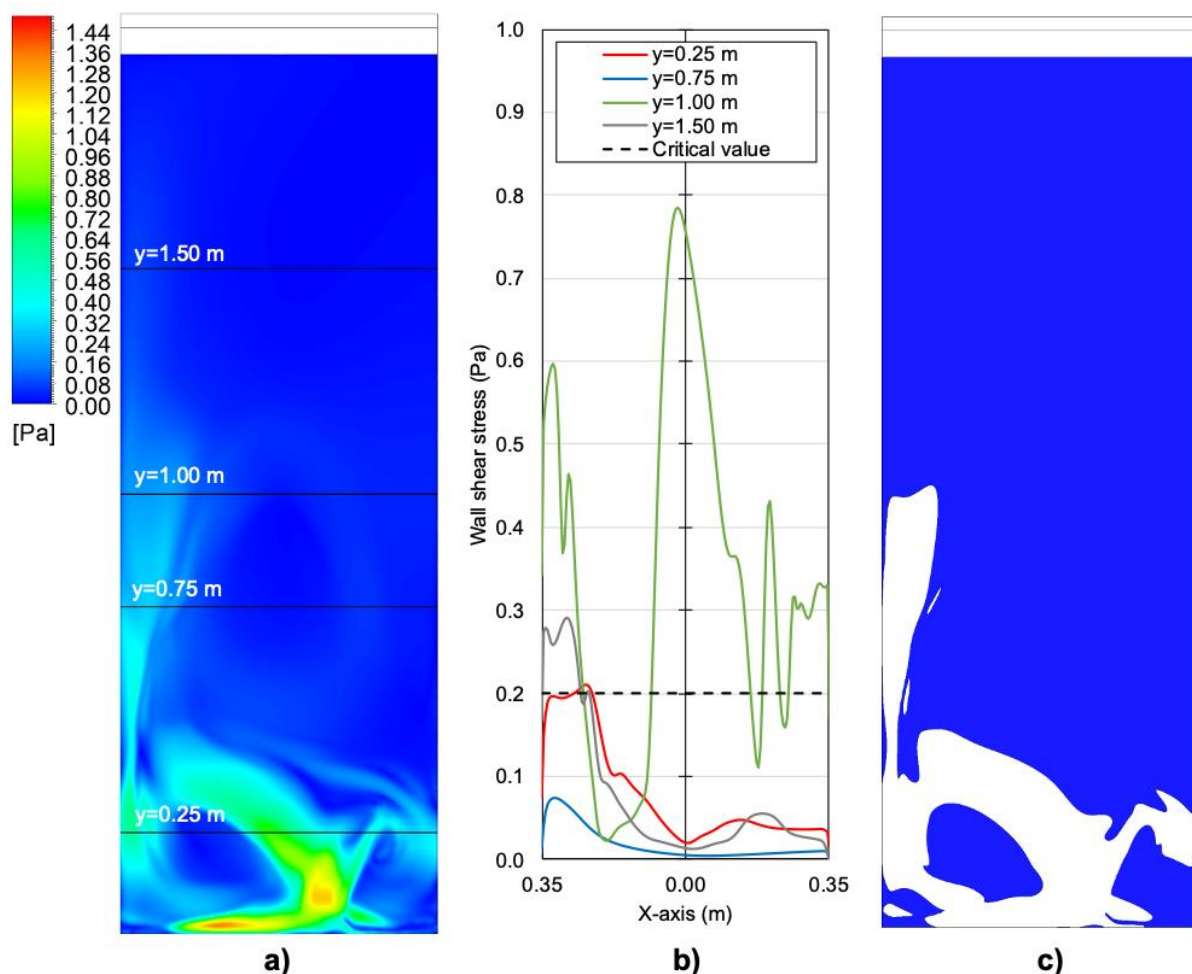 1.44
1.36
1.28
1.20
1.12
1.04
0.96
0.88
0.80
0.72
0.64
0.56
0.48
0.40
0.32
0.24
0.16
0.08
0.00
[Pa]
y=1.50 m
y=1.00 m
y=0.75 m
y=0.25 m
a)
y=0.25 m
y=0.75 m
y=1.00 m
y=1.50 m
Critical value
Wall shear stress (Pa)
1.0
0.9
0.8
0.7
0.6
0.5
0.4
0.3
0.2
0.1
0.0
0.35 0.00 0.35
X-axis (m)
b)
c)